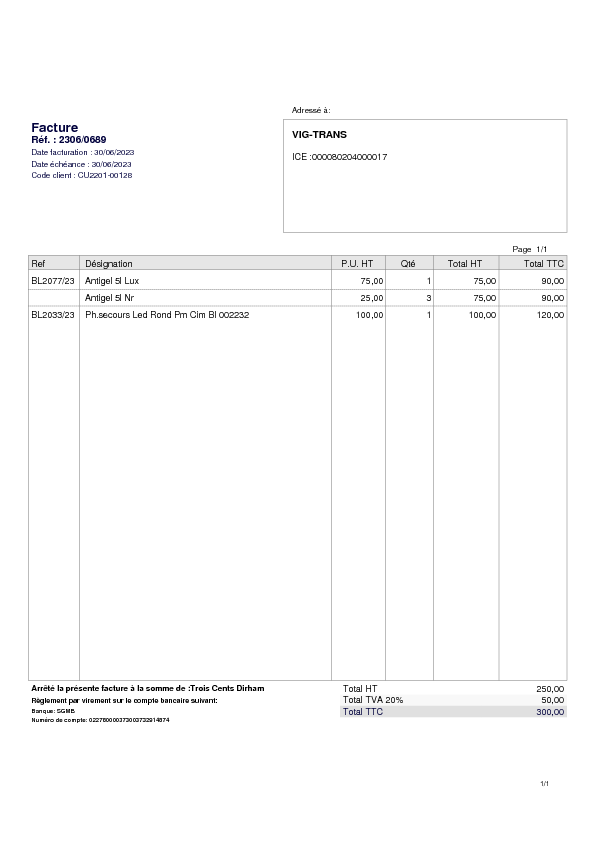 Adressé à:
Facture
Réf. : 2306/0689
Date facturation : 30/06/2023
Date échéance : 30/06/2023
Code client : CU2201-00128
VIG-TRANS
ICE :000080204000017
Page 1/1
Ref Désignation P.U. HT Qté Total HT Total TTC
BL2077/23 Antigel 5l Lux 75,00 1 75,00 90,00
Antigel 5l Nr 25,00 3 75,00 90,00
BL2033/23 Ph.secours Led Rond Pm Clm Bl 002232 100,00 1 100,00 120,00
Arrêté la présente facture à la somme de :Trois Cents Dirham
Règlement par virement sur le compte bancaire suivant:
Banque: SGMB
Numéro de compte:
Total HT 250,00
Total TVA 20% 50,00
Total TTC 300,00
1/1